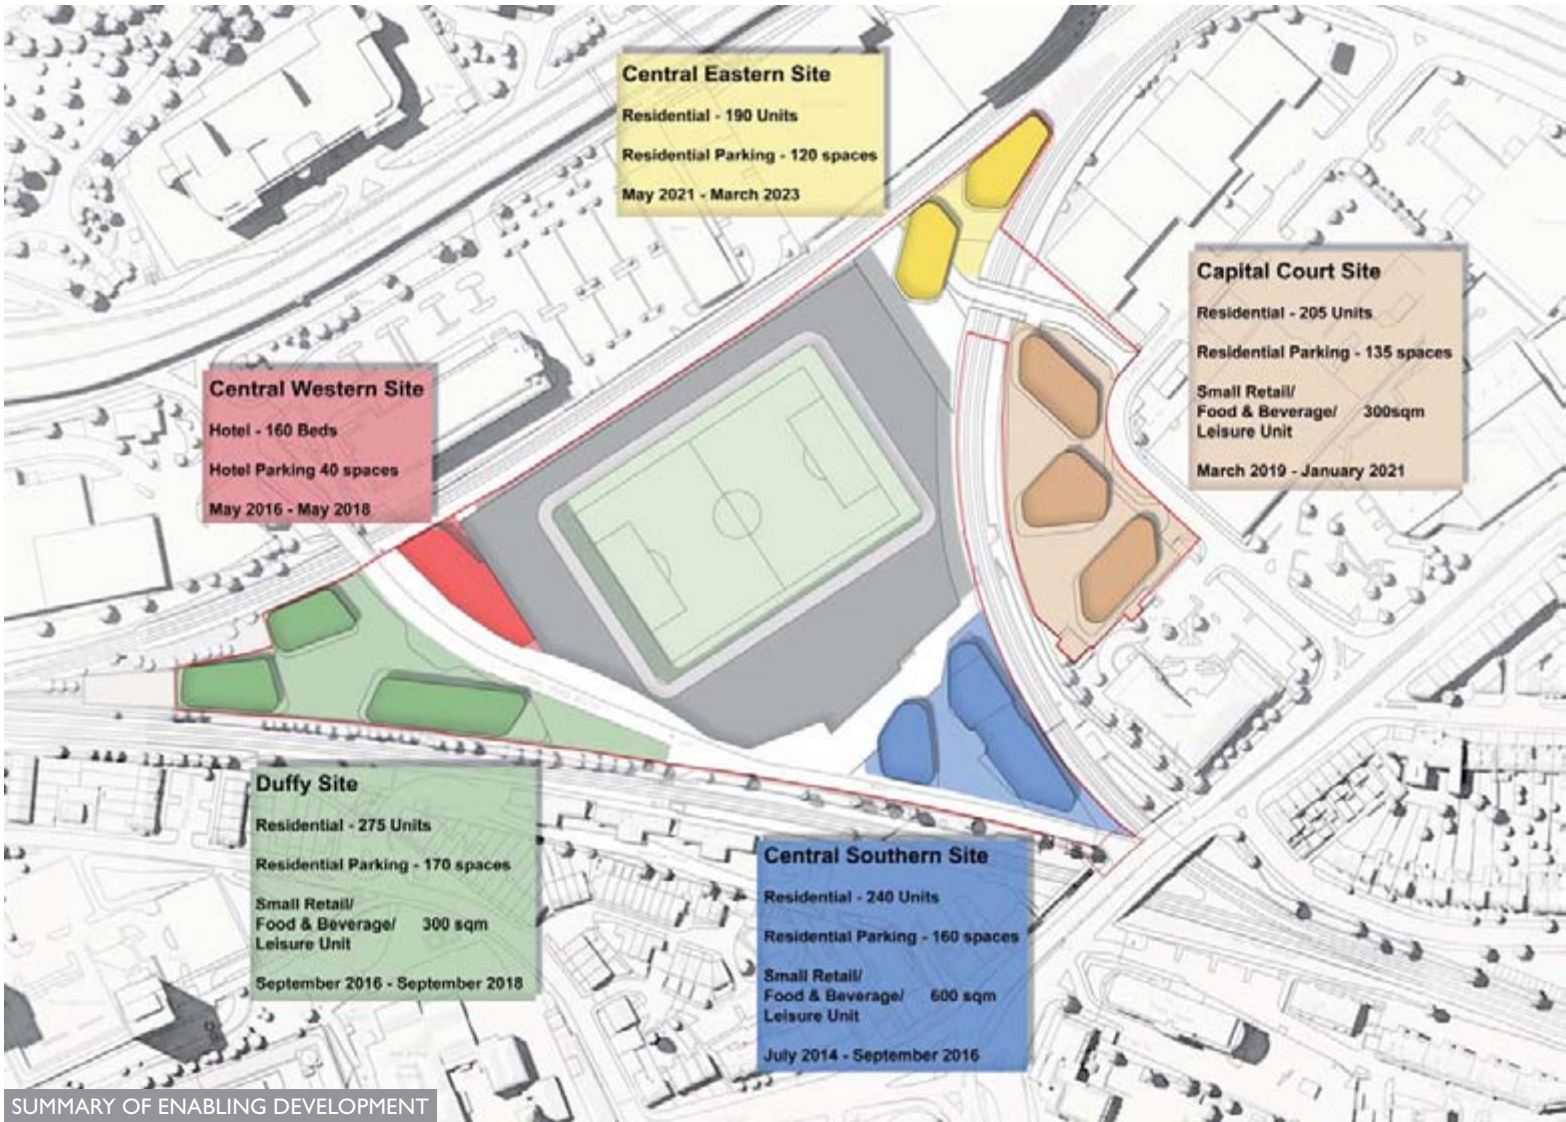 Central Eastern Site
Residential - 190 Units
Residential Parking - 120 spaces
May 2021 - March 2023
Capital Court Site
Residential - 205 Units
Residential Parking - 135 spaces
Small Retail/
Food & Beverage/ 300sqm
Leisure Unit
March 2019 - January 2021
Central Western Site
Hotel - 160 Beds
Hotel Parking 40 spaces
May 2016 - May 2018
Duffy Site
Residential - 275 Units
Residential Parking - 170 spaces
Small Retail/
Food & Beverage/ 300 sqm
Leisure Unit
September 2016 - September 2018
Central Southern Site
Residential - 240 Units
Residential Parking - 160 spaces
Small Retail/
Food & Beverage/ 600 sqm
Leisure Unit
July 2014 - September 2016
SUMMARY OF ENABLING DEVELOPMENT